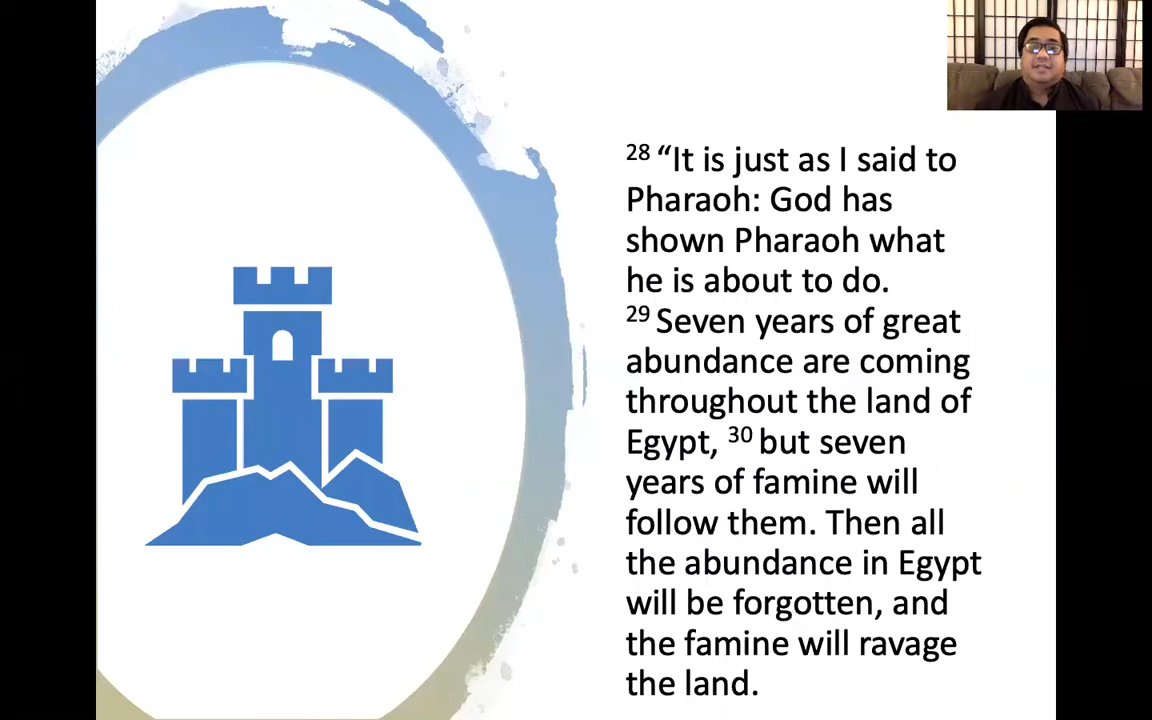 28 “It is just as I said to
Pharaoh: God has
shown Pharaoh what
he is about to do.
29 Seven years of great
abundance are coming
throughout the land of
Egypt, 30 but seven
years of famine will
follow them. Then all
the abundance in Egypt
will be forgotten, and
the famine will ravage
the land.